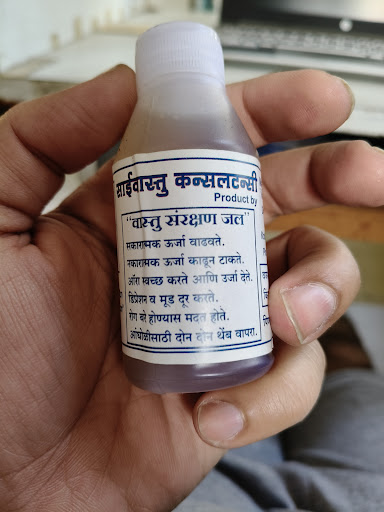 साईवास्तु कन्सलटन्सी
Product by
"वास्तु संरक्षण जल"
सकारात्मक ऊर्जा वाढवते.
नकारात्मक ऊर्जा काढून टाकते.
ऑरा स्वच्छ करते आणि उर्जा देते.
डिप्रेशन व मूड दूर करते.
रोग बरे होण्यास मदत होते.
आंघोळीसाठी दोन दोन थेंब वापरा.